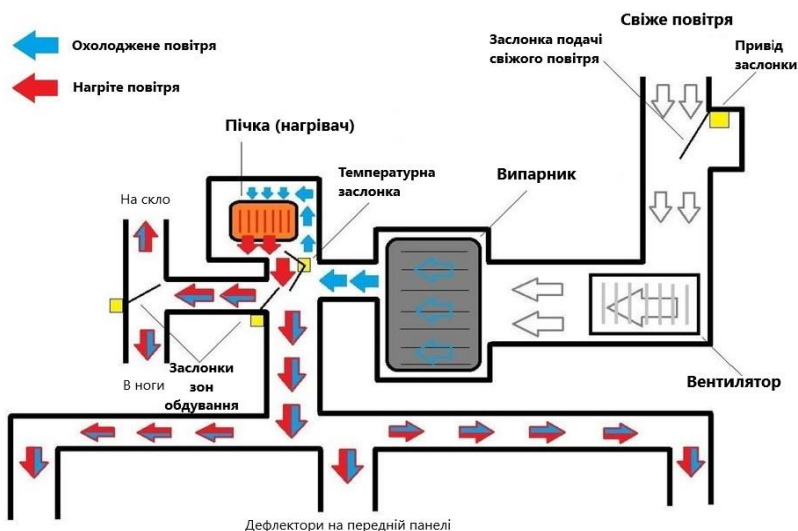 Свіже повітря
Охолоджене повітря
Заслонка подачі
свіжого повітря
Привід
заслонки
Нагріте повітря
Пічка (нагрівач)
Температурна
заслонка
Випарник
На скло
В ноги
Заслонки
зон
обдування
Вентилятор
Дефлектори на передній панелі